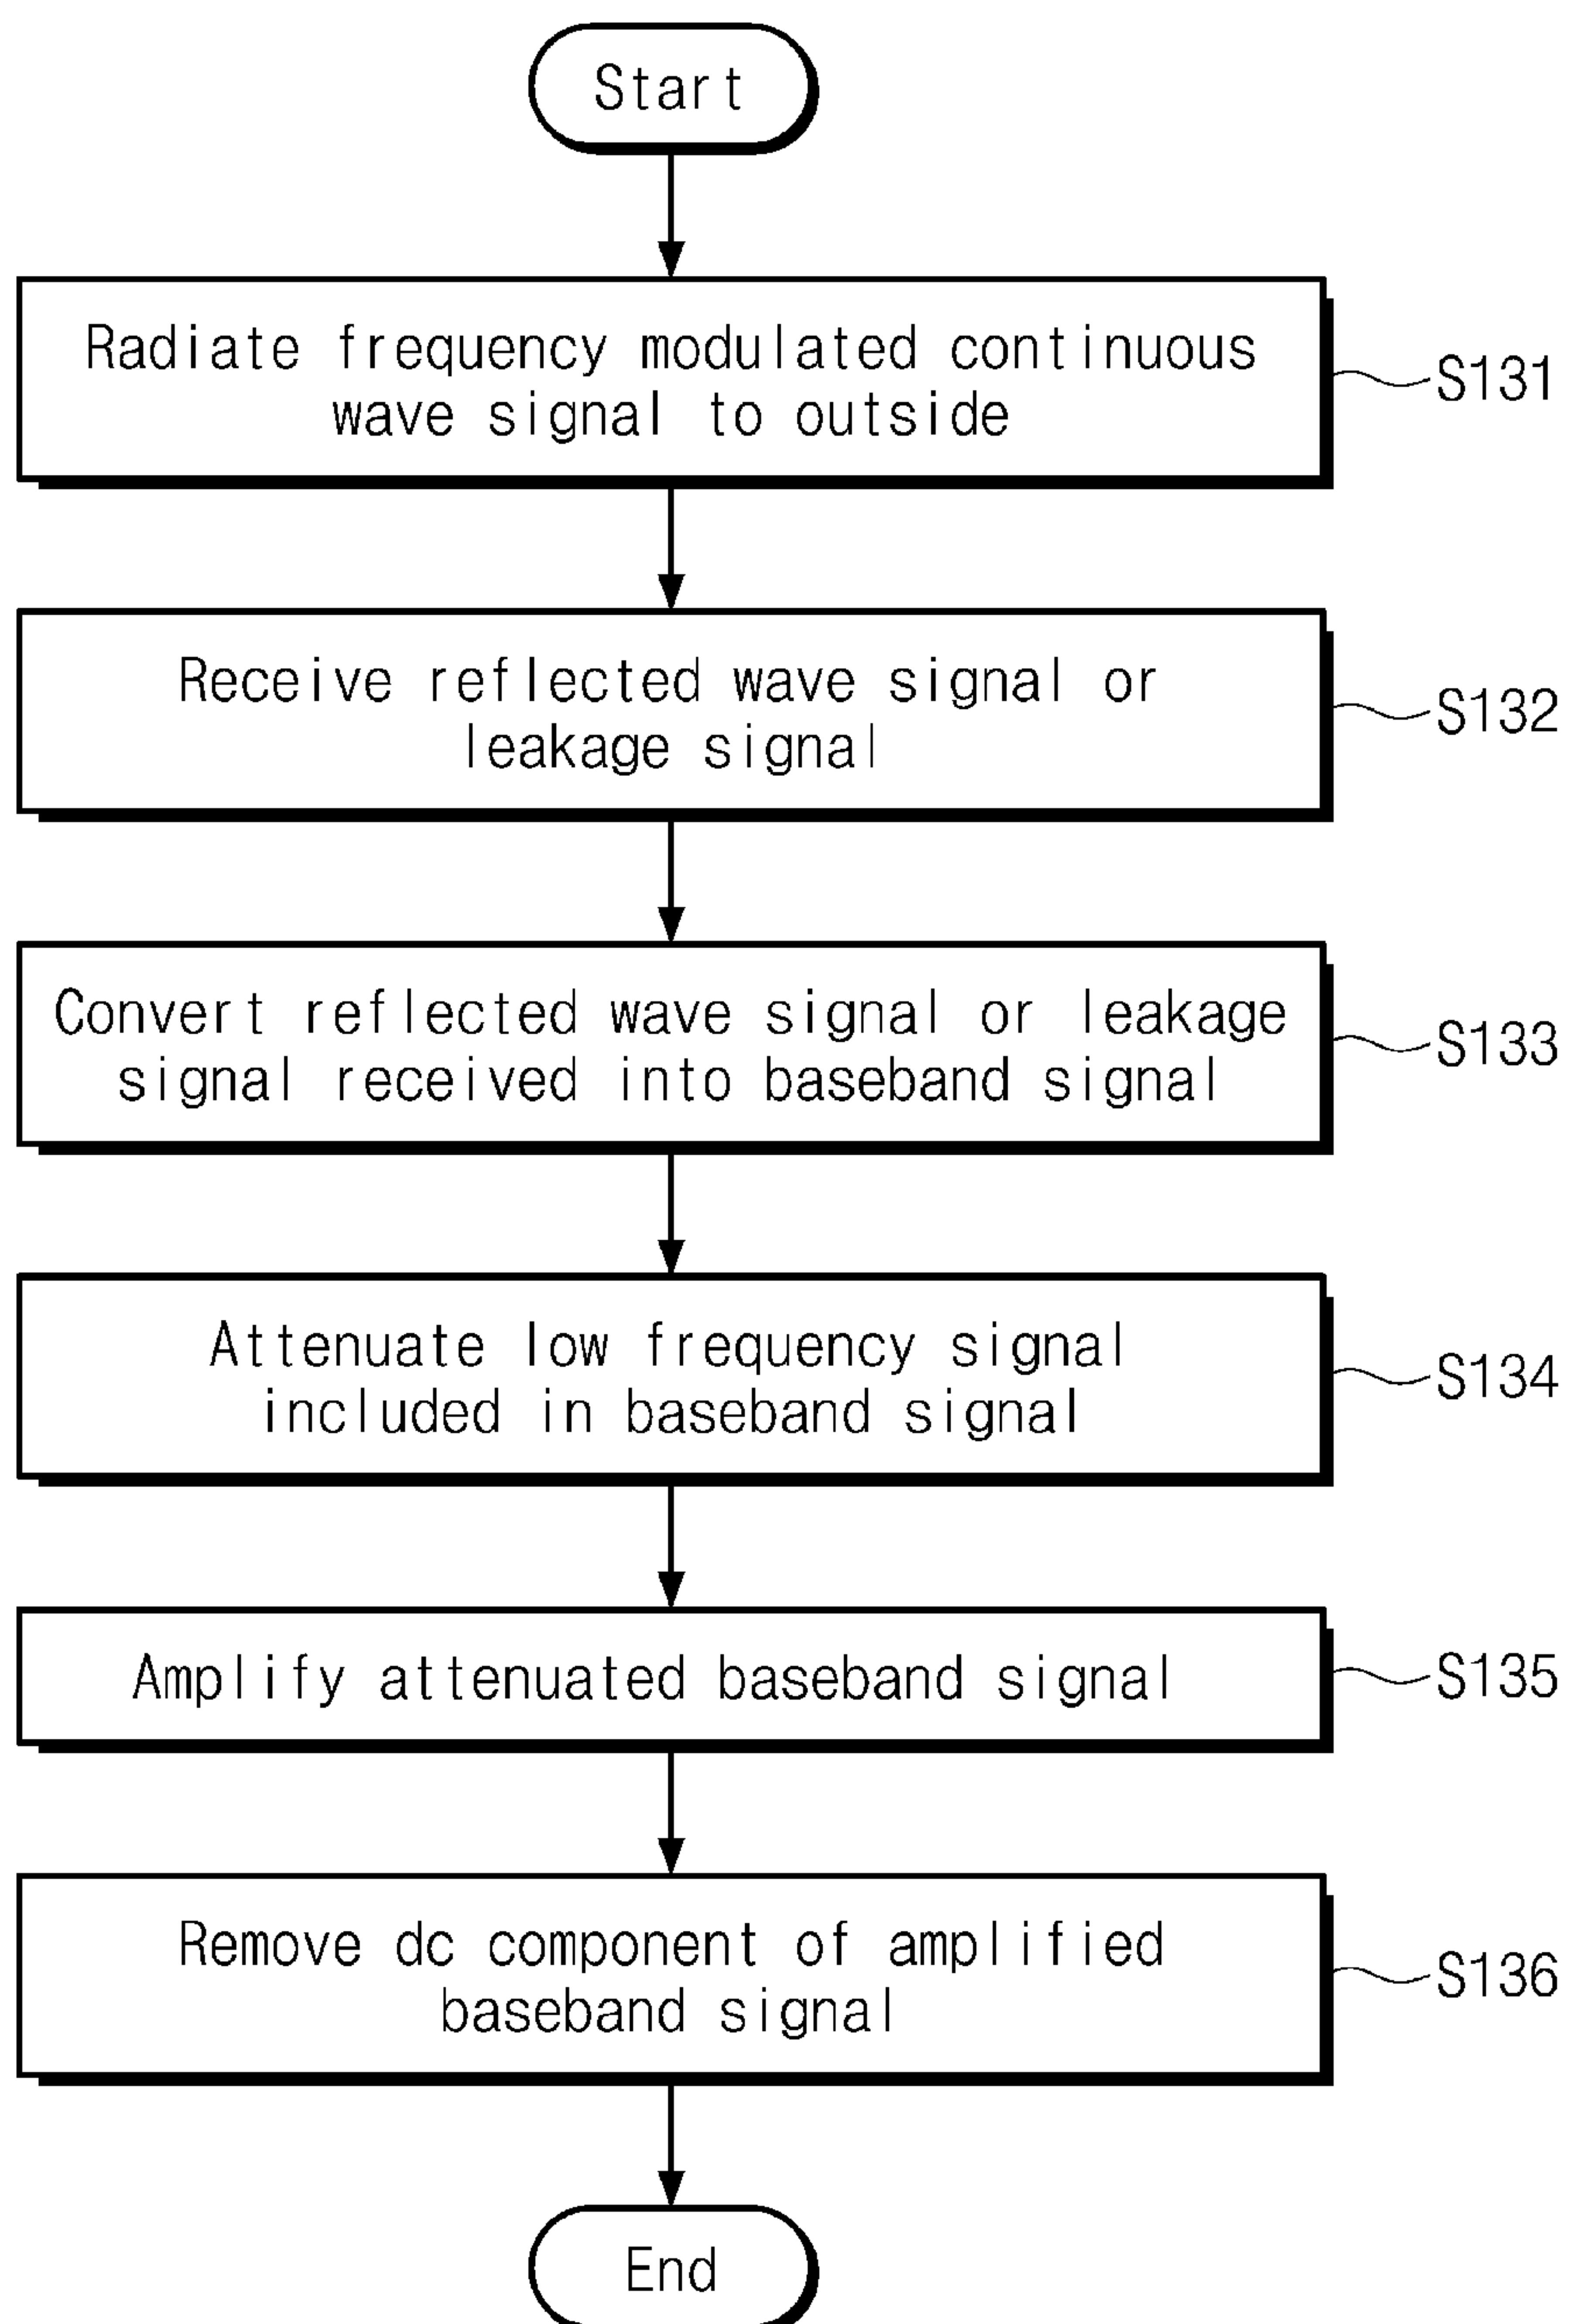 Start
Radiate frequency modulated continuous
wave signal to outside
S131
Receive reflected wave signal or
leakage signal
S132
Convert reflected wave signal or leakage
signal received into baseband signal
S133
Attenuate low frequency signal
included in baseband signal
S134
Amplify attenuated baseband signal
S135
Remove dc component of amplified
baseband signal
S136
End